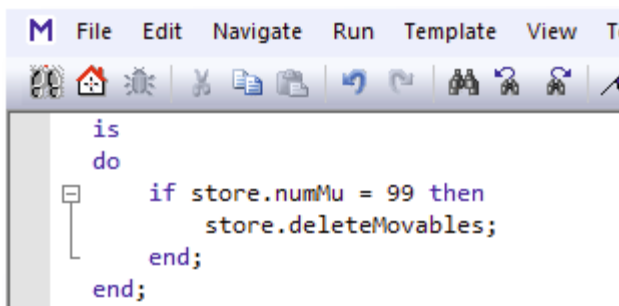 M File Edit Navigate Run Template View
is
do
if store.numMu = 99 then
store.deleteMovables;
end;
end;